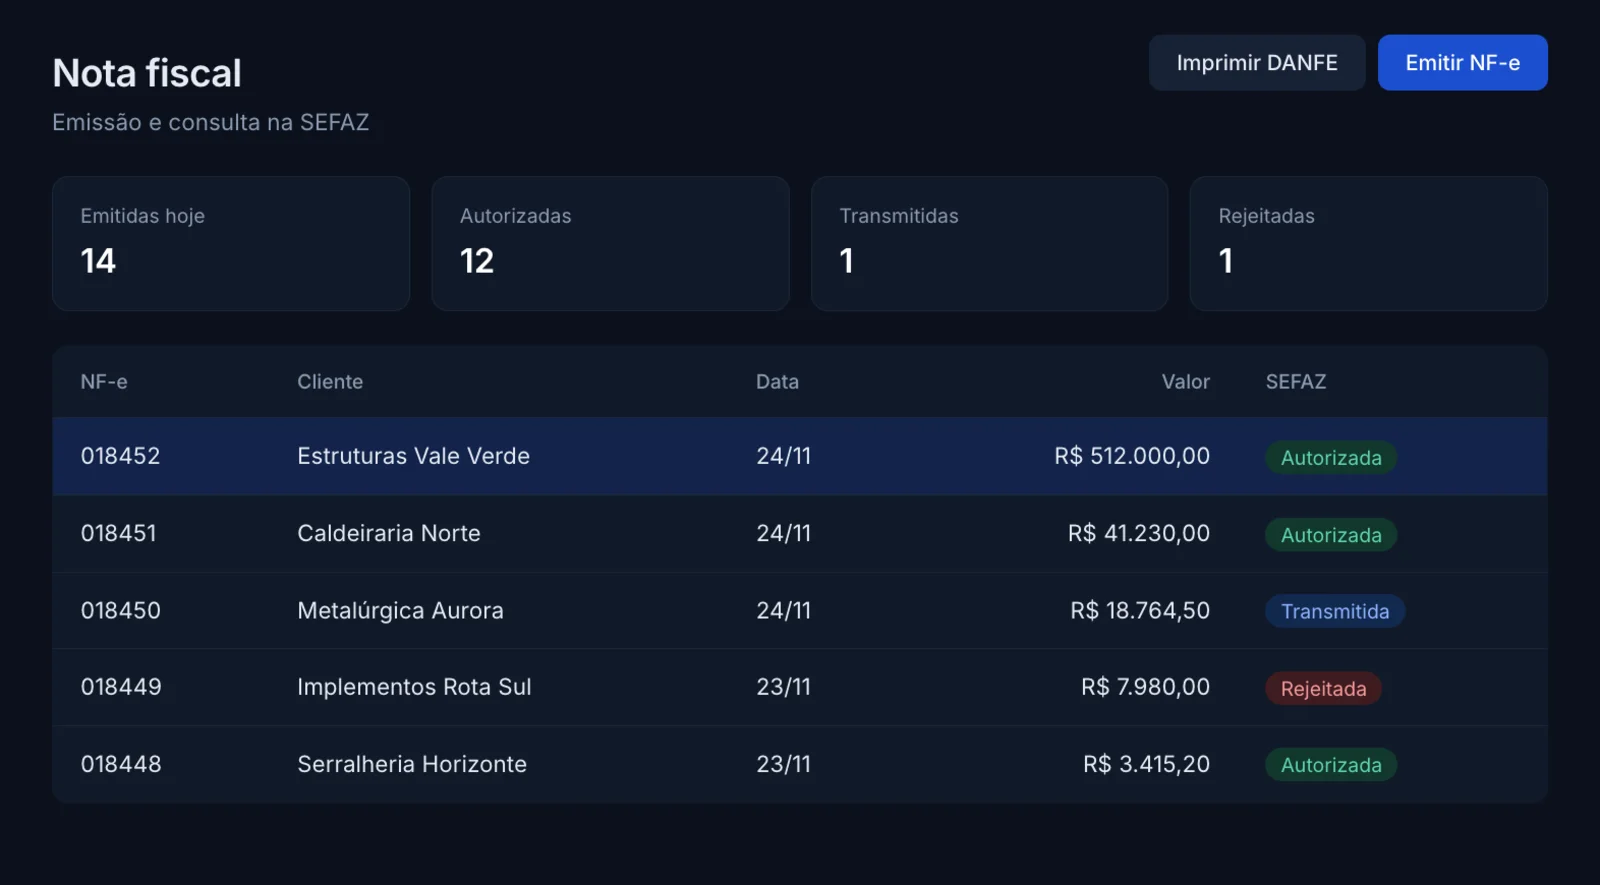 Nota fiscal
Emissão e consulta na SEFAZ
Imprimir DANFE
Emitir NF-e
Emitidas hoje
14
Autorizadas
12
Transmitidas
1
Rejeitadas
1
NF-e Cliente Data Valor SEFAZ
018452 Estruturas Vale Verde 24/11 R$ 512.000,00 Autorizada
018451 Caldeiraria Norte 24/11 R$ 41.230,00 Autorizada
018450 Metalúrgica Aurora 24/11 R$ 18.764,50 Transmitida
018449 Implementos Rota Sul 23/11 R$ 7.980,00 Rejeitada
018448 Serralheria Horizonte 23/11 R$ 3.415,20 Autorizada